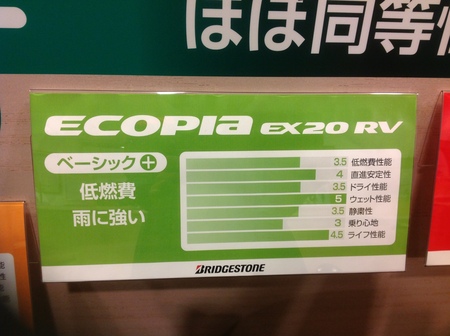 ほぼ同等
ECOPIA EX20 RV
ベーシック+
低燃費
雨に強い
3.5 低燃費性能
4 直進安定性
3.5 ドライ性能
5 ウェット性能
3.5 静粛性
3 乗り心地
4.5 ライフ性能
BRIDGESTONE